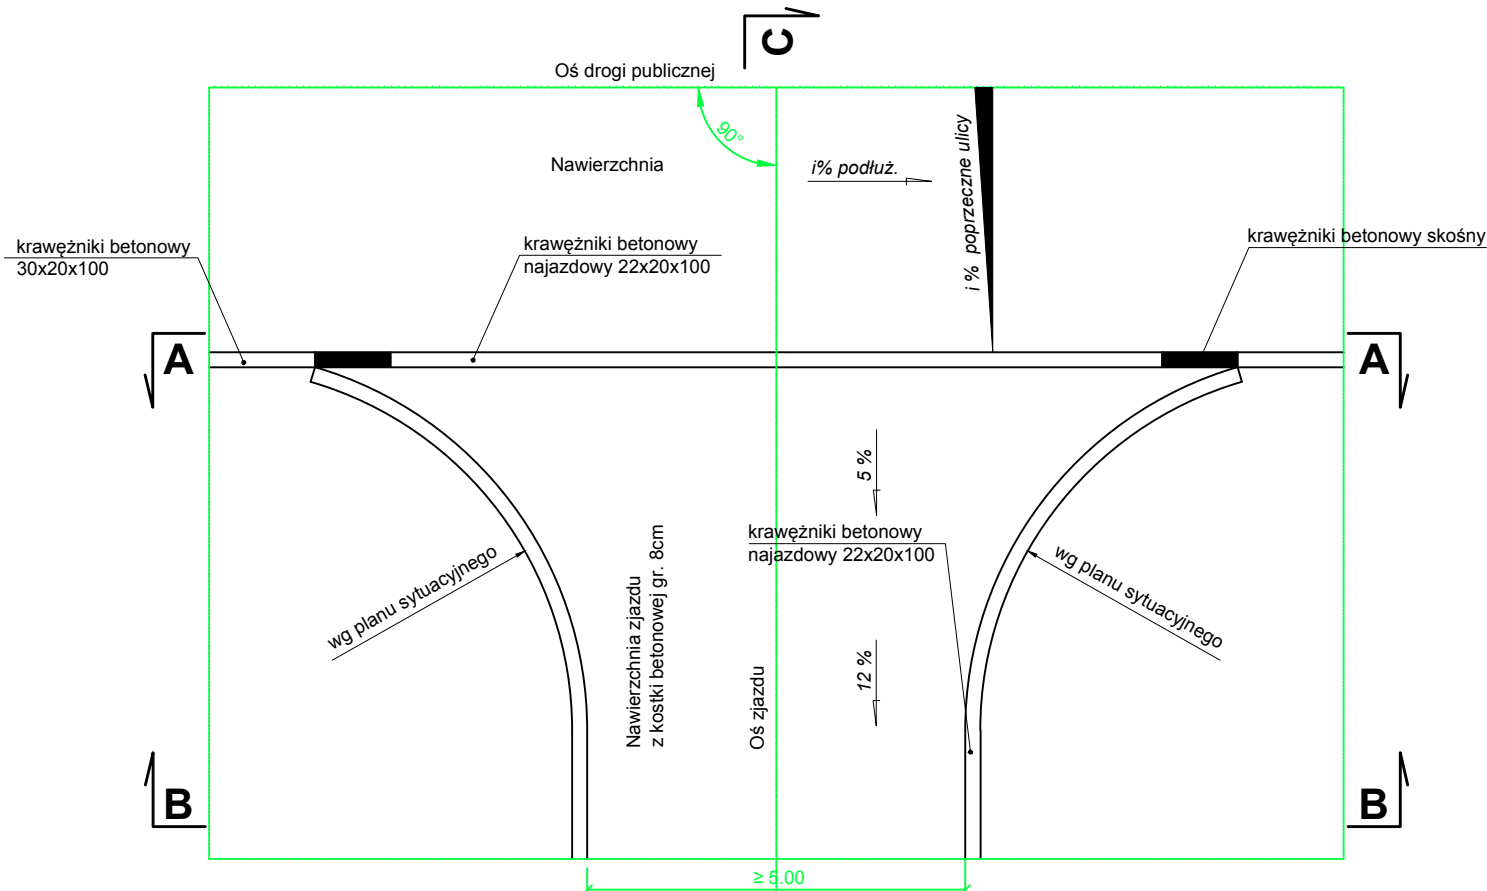 C
Oś drogi publicznej
90°
Nawierzchnia
i% podłuż.
i % poprzeczne ulicy
krawężniki betonowy
30x20x100
krawężniki betonowy
najazdowy 22x20x100
krawężniki betonowy skośny
A
A
5 %
krawężniki betonowy
najazdowy 22x20x100
wg planu sytuacyjnego
wg planu sytuacyjnego
Nawierzchnia zjazdu
z kostki betonowej gr. 8cm
Oś zjazdu
12 %
B
B
≥ 5.00